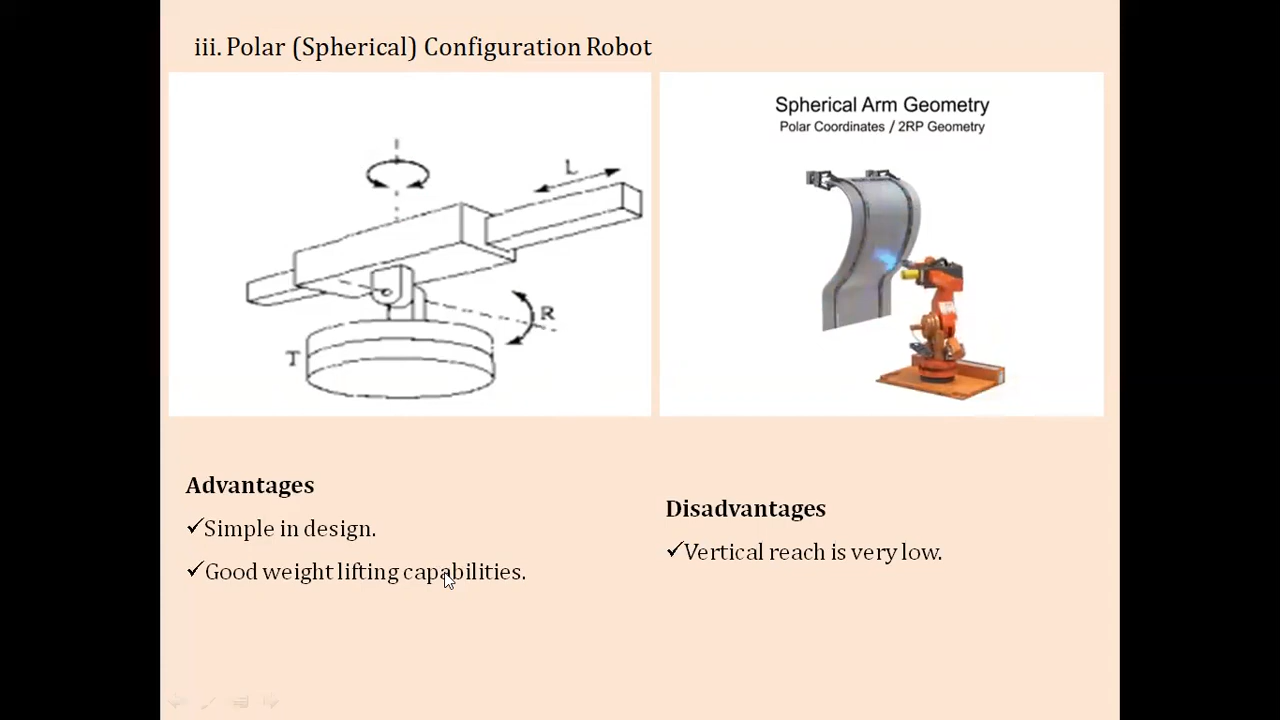 iii. Polar (Spherical) Configuration Robot
L
R
T
Spherical Arm Geometry
Polar Coordinates / 2RP Geometry
Advantages
✓Simple in design.
✓Good weight lifting capabilities.
Disadvantages
✓Vertical reach is very low.